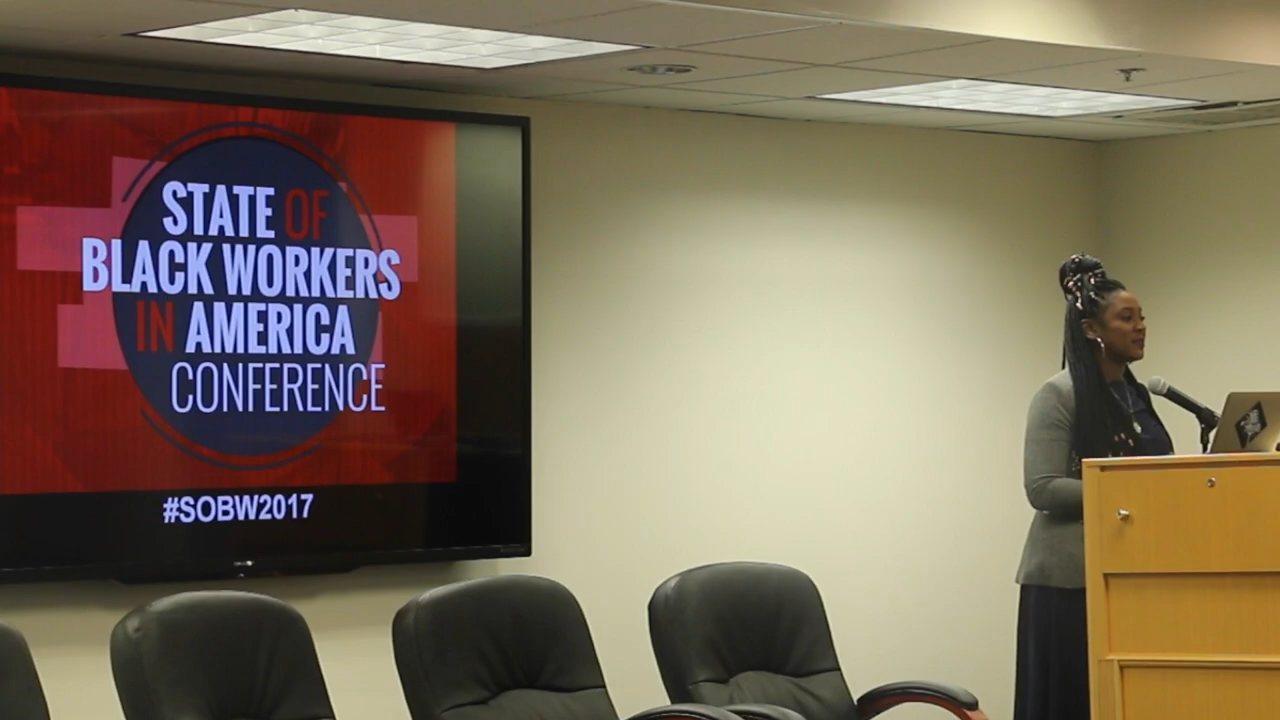 STATE OF
BLACK WORKERS
IN AMERICA
CONFERENCE
#SOBW2017